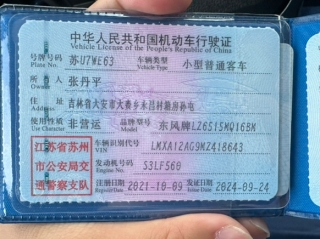 中华人民共和国机动车行驶证
Vehicle License of the People's Republic of China
号牌号码 苏U7WE63 车辆类型 小型普通客车
Plate No. Vehicle Type
所有人 张丹平
Owner
住址 吉林省大安市大赉乡永昌村
Address
使用性质 非营运 品牌型号 东风牌LZ6515MQ16BM
Use Character Model
江苏省苏州
市公安局交
通警察支队
车辆识别代号 LMXA12AG9MZ418643
VIN
发动机号码 S3LF560
Engine No.
注册日期 2021-10-09 发证日期 2024-09-24
Register Date Issue Date